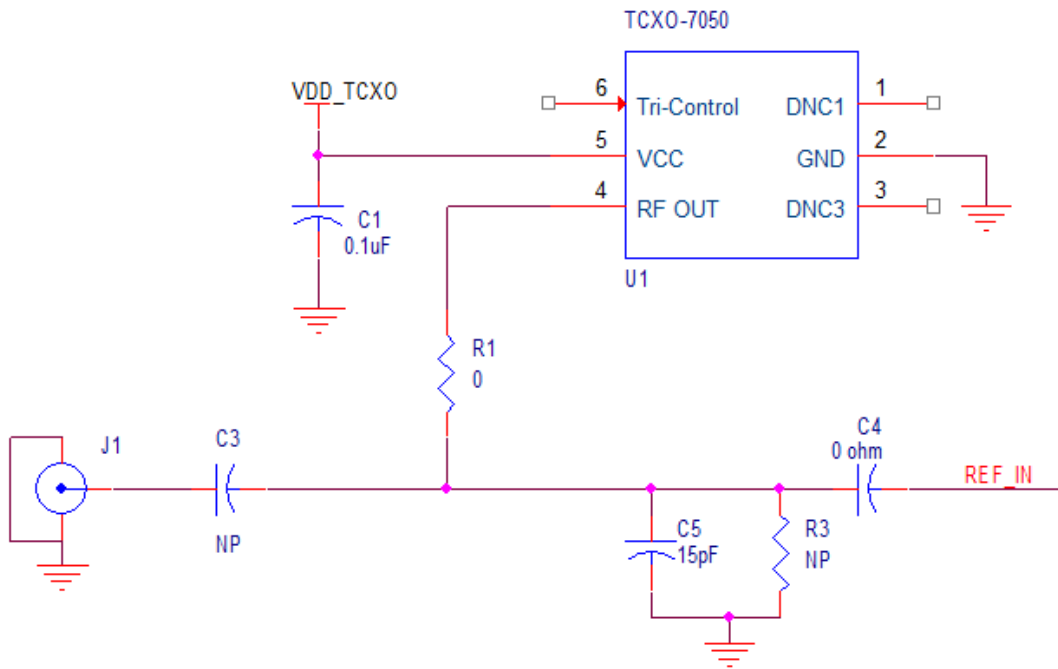 TCXO-7050
VDD_TCXO
6
Tri-Control
DNC1
1
5
VCC
GND
2
4
RF OUT
DNC3
3
C1
0.1uF
U1
R1
0
J1
C3
NP
C4
0 ohm
REF_IN
C5
15pF
R3
NP